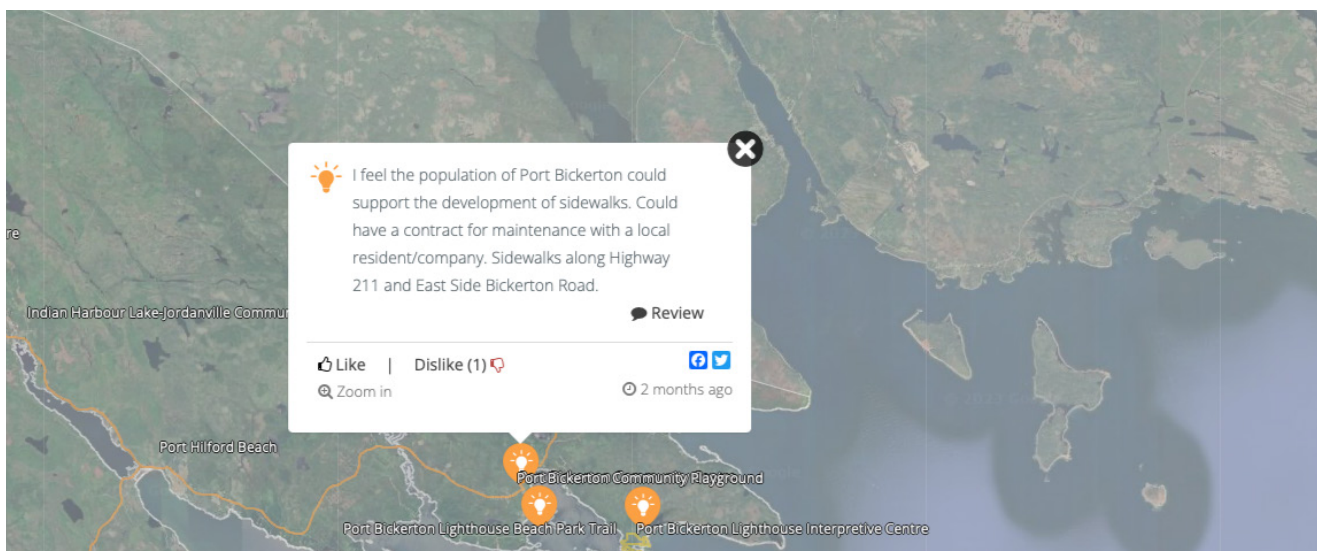 I feel the population of Port Bickerton could
support the development of sidewalks. Could
have a contract for maintenance with a local
resident/company. Sidewalks along Highway
211 and East Side Bickerton Road.
Review
Like | Dislike (1)
Zoom in
2 months ago
re
Indian Harbour Lake-Jordanville Commu
Port Hilford Beach
Port Bickerton Community Playground
Port Bickerton Lighthouse Beach Park Trail
Port Bickerton Lighthouse Interpretive Centre